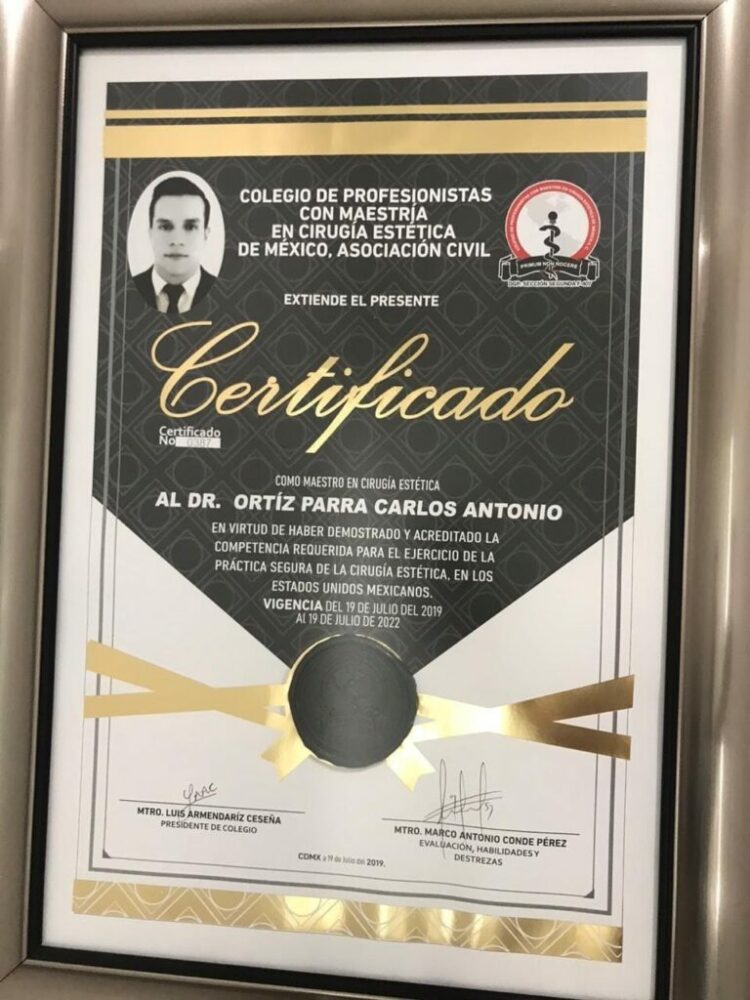 COLEGIO DE PROFESIONISTAS
CON MAESTRÍA
EN CIRUGÍA ESTÉTICA
DE MÉXICO, ASOCIACIÓN CIVIL
PRIMUM NON NOCERE
EXTIENDE EL PRESENTE
Certificado
Certificado
No 0387
COMO MAESTRO EN CIRUGÍA ESTÉTICA
AL DR. ORTÍZ PARRA CARLOS ANTONIO
EN VIRTUD DE HABER DEMOSTRADO Y ACREDITADO LA
COMPETENCIA REQUERIDA PARA EL EJERCICIO DE LA
PRÁCTICA SEGURA DE LA CIRUGÍA ESTÉTICA, EN LOS
ESTADOS UNIDOS MEXICANOS.
VIGENCIA DEL 19 DE JULIO DEL 2019
AL 19 DE JULIO DE 2022
MTRO. LUIS ARMENDARÍZ CESEÑA
PRESIDENTE DE COLEGIO
MTRO. MARCO ANTONIO CONDE PÉREZ
EVALUACIÓN, HABILIDADES Y
DESTREZAS
CDMX a 19 de Julio del 2019.